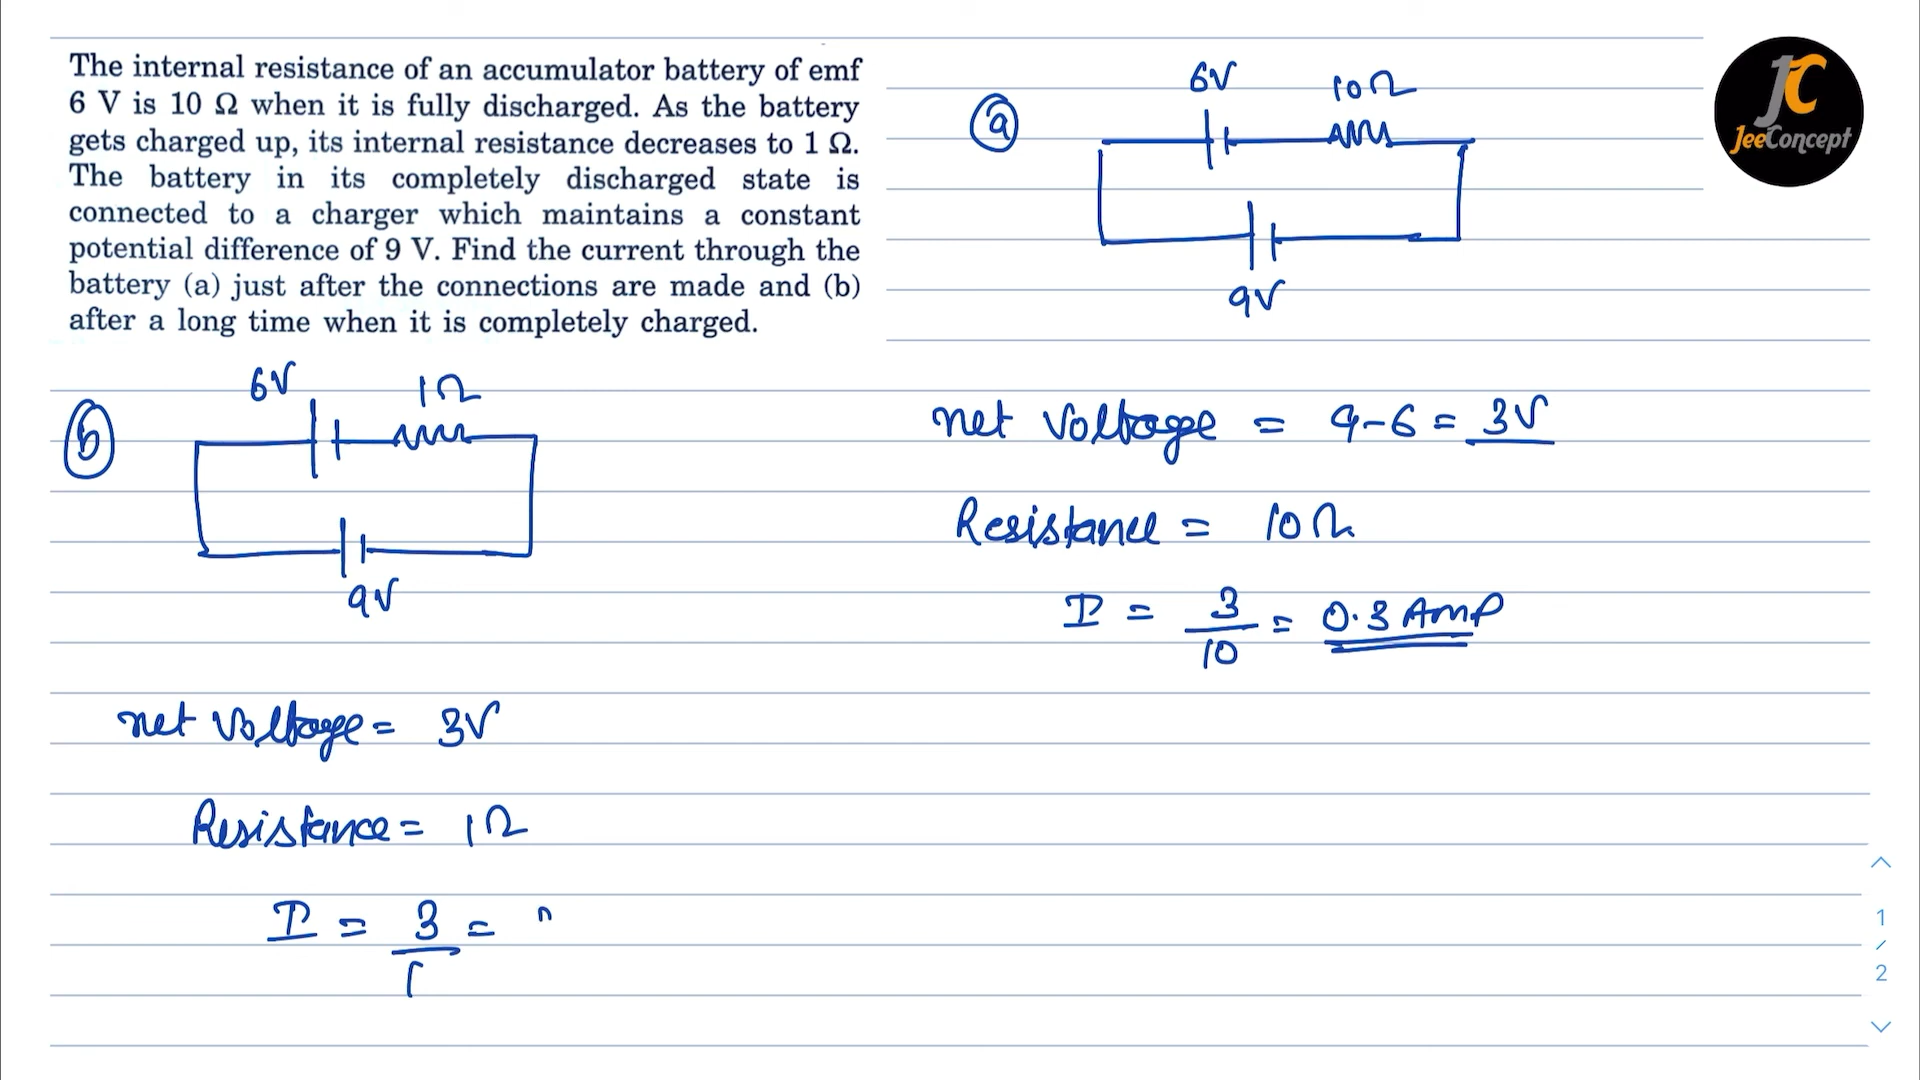 The internal resistance of an accumulator battery of emf
6 V is 10 Ω when it is fully discharged. As the battery
gets charged up, its internal resistance decreases to 1 Ω.
The battery in its completely discharged state is
connected to a charger which maintains a constant
potential difference of 9 V. Find the current through the
battery (a) just after the connections are made and (b)
after a long time when it is completely charged.
JC
JeeConcept
a
6V 10Ω
9V
net Voltage = 9-6 = 3V
Resistance = 10Ω
I = 3/10 = 0.3 Amp
b
6V 1Ω
9V
net Voltage = 3V
Resistance = 1Ω
I = 3/1 =
1
/
2